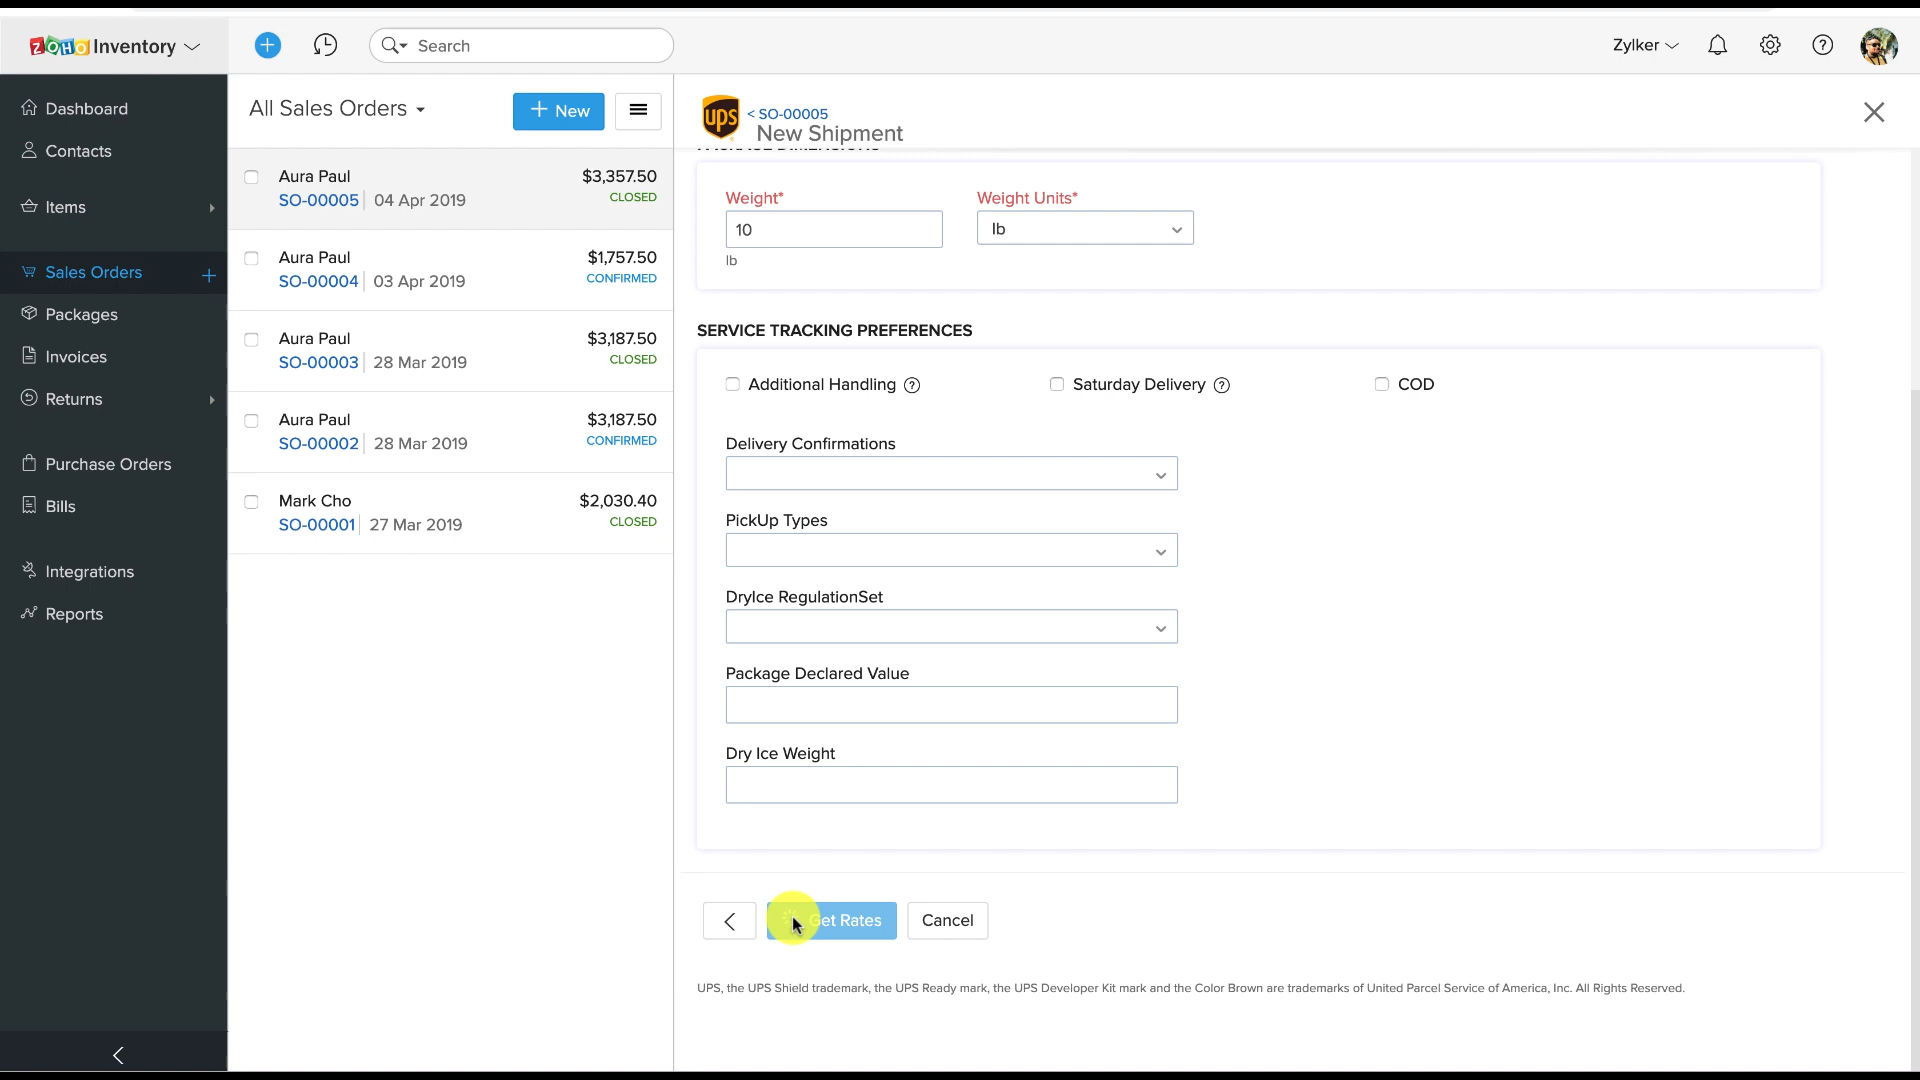 ZOHO Inventory
Search
Zylker
Dashboard
Contacts
Items
Sales Orders
Packages
Invoices
Returns
Purchase Orders
Bills
Integrations
Reports
All Sales Orders
New
Aura Paul $3,357.50
SO-00005 04 Apr 2019 CLOSED
Aura Paul $1,757.50
SO-00004 03 Apr 2019 CONFIRMED
Aura Paul $3,187.50
SO-00003 28 Mar 2019 CLOSED
Aura Paul $3,187.50
SO-00002 28 Mar 2019 CONFIRMED
Mark Cho $2,030.40
SO-00001 27 Mar 2019 CLOSED
ups
< SO-00005
New Shipment
PACKAGE DIMENSIONS
Weight* Weight Units*
10 lb
lb
SERVICE TRACKING PREFERENCES
Additional Handling Saturday Delivery COD
Delivery Confirmations
PickUp Types
DryIce RegulationSet
Package Declared Value
Dry Ice Weight
Get Rates Cancel
UPS, the UPS Shield trademark, the UPS Ready mark, the UPS Developer Kit mark and the Color Brown are trademarks of United Parcel Service of America, Inc. All Rights Reserved.